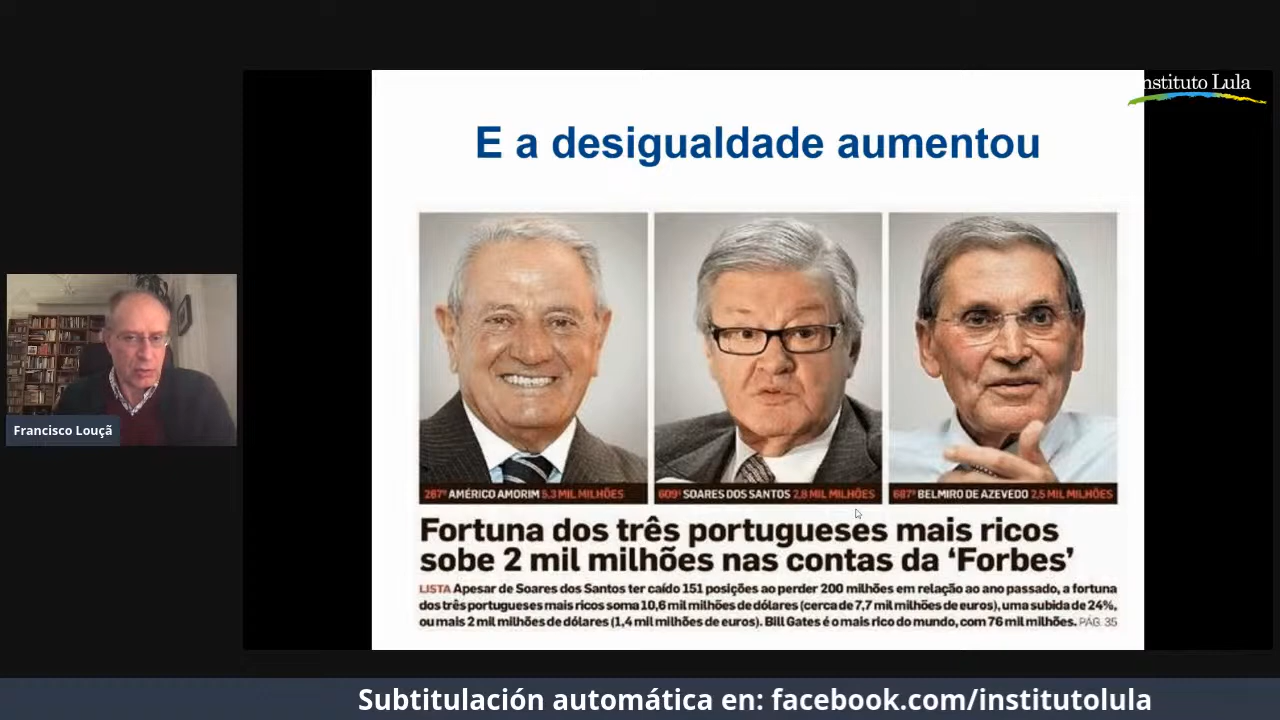 nstituto Lula
E a desigualdade aumentou
Francisco Louçã
287º AMÉRICO AMORIM 5,3 MIL MILHÕES
609º SOARES DOS SANTOS 2,8 MIL MILHÕES
687º BELMIRO DE AZEVEDO 2,5 MIL MILHÕES
Fortuna dos três portugueses mais ricos
sobe 2 mil milhões nas contas da ‘Forbes’
LISTA Apesar de Soares dos Santos ter caído 151 posições ao perder 200 milhões em relação ao ano passado, a fortuna
dos três portugueses mais ricos soma 10,6 mil milhões de dólares (cerca de 7,7 mil milhões de euros), uma subida de 24%,
ou mais 2 mil milhões de dólares (1,4 mil milhões de euros). Bill Gates é o mais rico do mundo, com 76 mil milhões. PÁG. 35
Subtitulación automática en: facebook.com/institutolula